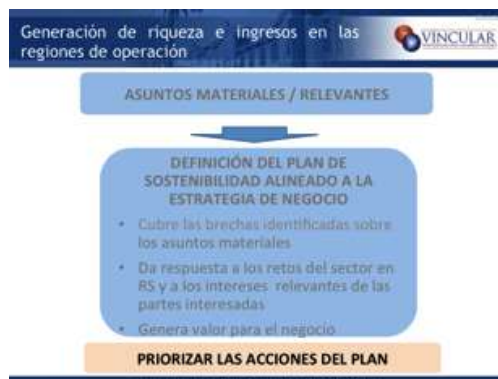 Generación de riqueza e ingresos en las
regiones de operación
VINCULAR
ASUNTOS MATERIALES / RELEVANTES
DEFINICIÓN DEL PLAN DE
SOSTENIBILIDAD ALINEADO A LA
ESTRATEGIA DE NEGOCIO
• Cubre las brechas identificadas sobre
los asuntos materiales
• Da respuesta a los retos del sector en
RS y a los intereses relevantes de las
partes interesadas
• Genera valor para el negocio
PRIORIZAR LAS ACCIONES DEL PLAN